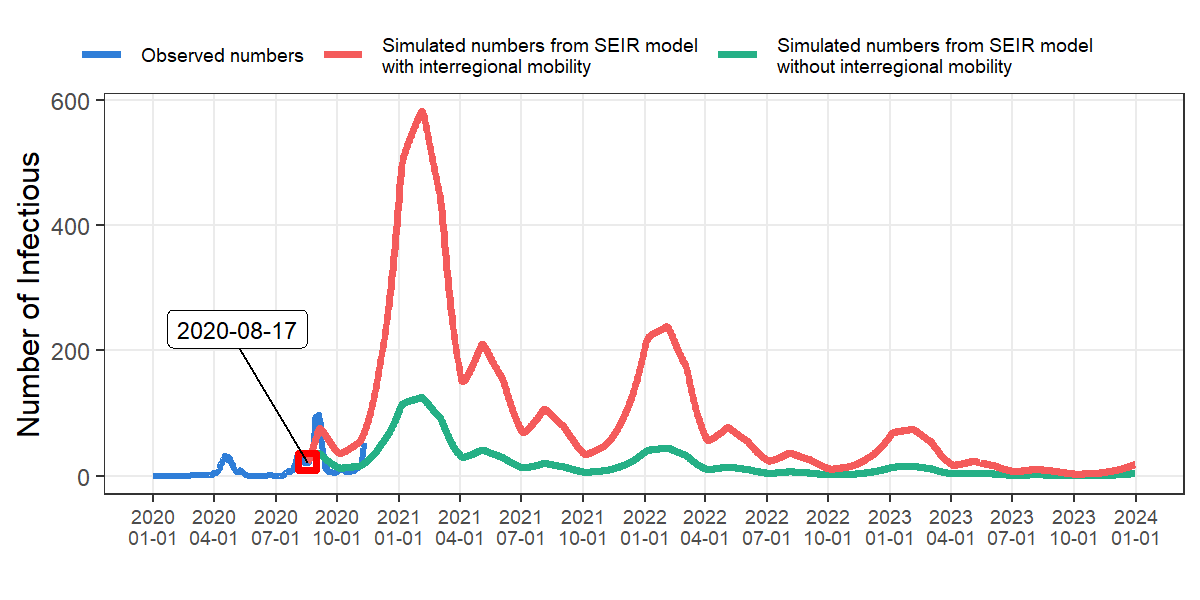 Observed numbers
Simulated numbers from SEIR model
with interregional mobility
Simulated numbers from SEIR model
without interregional mobility
Number of Infectious
600
400
200
0
2020-08-17
2020 2020 2020 2020 2021 2021 2021 2021 2022 2022 2022 2022 2023 2023 2023 2023 2024
01-01 04-01 07-01 10-01 01-01 04-01 07-01 10-01 01-01 04-01 07-01 10-01 01-01 04-01 07-01 10-01 01-01